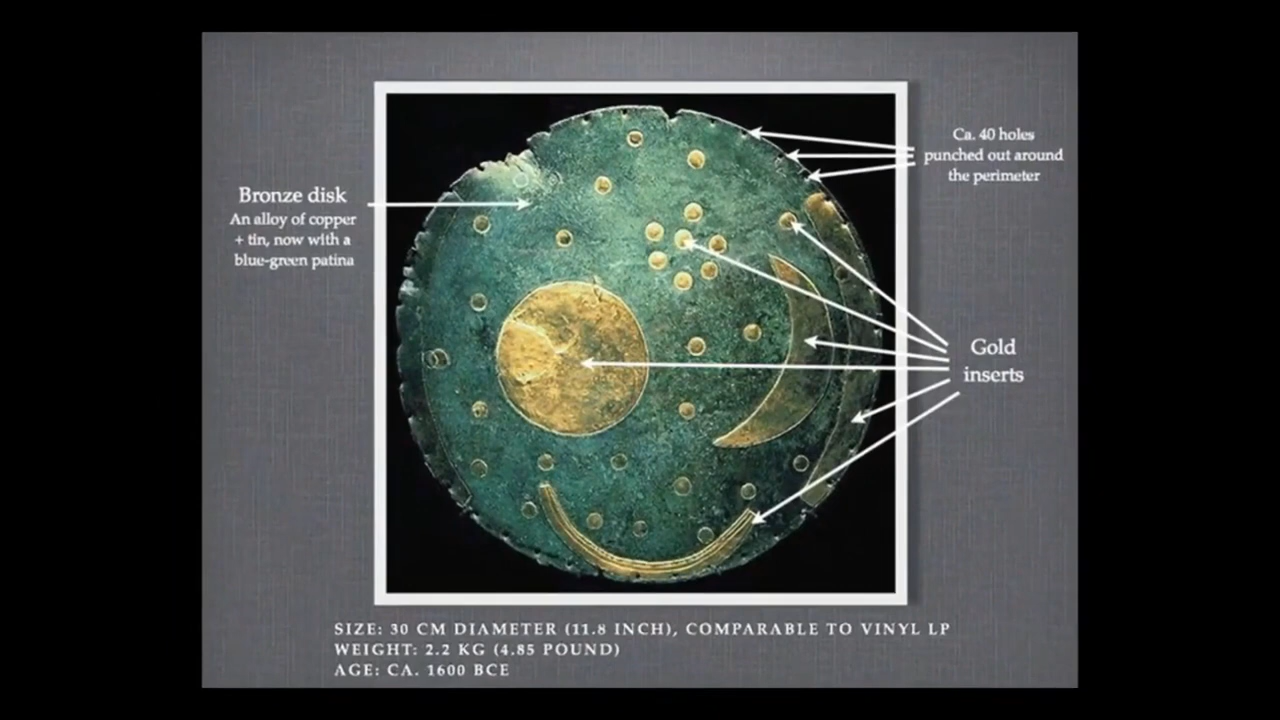 Bronze disk
An alloy of copper
+ tin, now with a
blue-green patina
Ca. 40 holes
punched out around
the perimeter
Gold
inserts
SIZE: 30 CM DIAMETER (11.8 INCH), COMPARABLE TO VINYL LP
WEIGHT: 2.2 KG (4.85 POUND)
AGE: CA. 1600 BCE